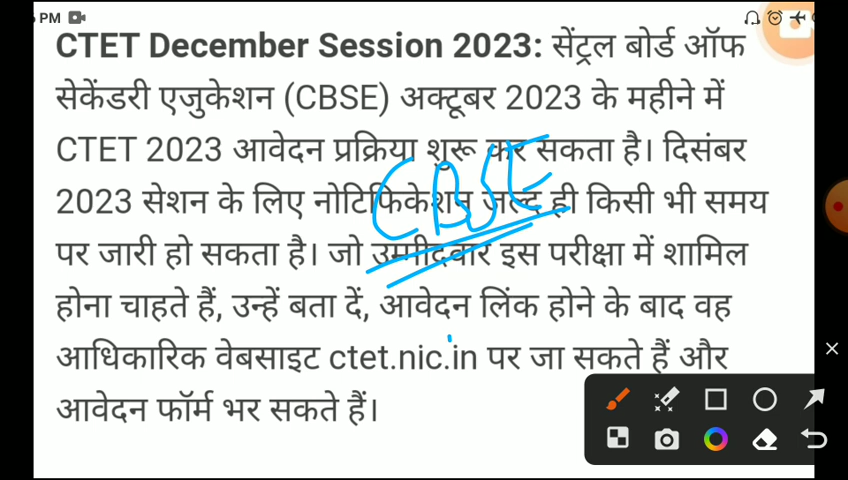 PM
CTET December Session 2023: सेंट्रल बोर्ड ऑफ
सेकेंडरी एजुकेशन (CBSE) अक्टूबर 2023 के महीने में
CTET 2023 आवेदन प्रक्रिया शुरू कर सकता है। दिसंबर
2023 सेशन के लिए नोटिफिकेशन जल्द ही किसी भी समय
CBSE
पर जारी हो सकता है। जो उम्मीदवार इस परीक्षा में शामिल
होना चाहते हैं, उन्हें बता दें, आवेदन लिंक होने के बाद वह
आधिकारिक वेबसाइट ctet.nic.in पर जा सकते हैं और
आवेदन फॉर्म भर सकते हैं।